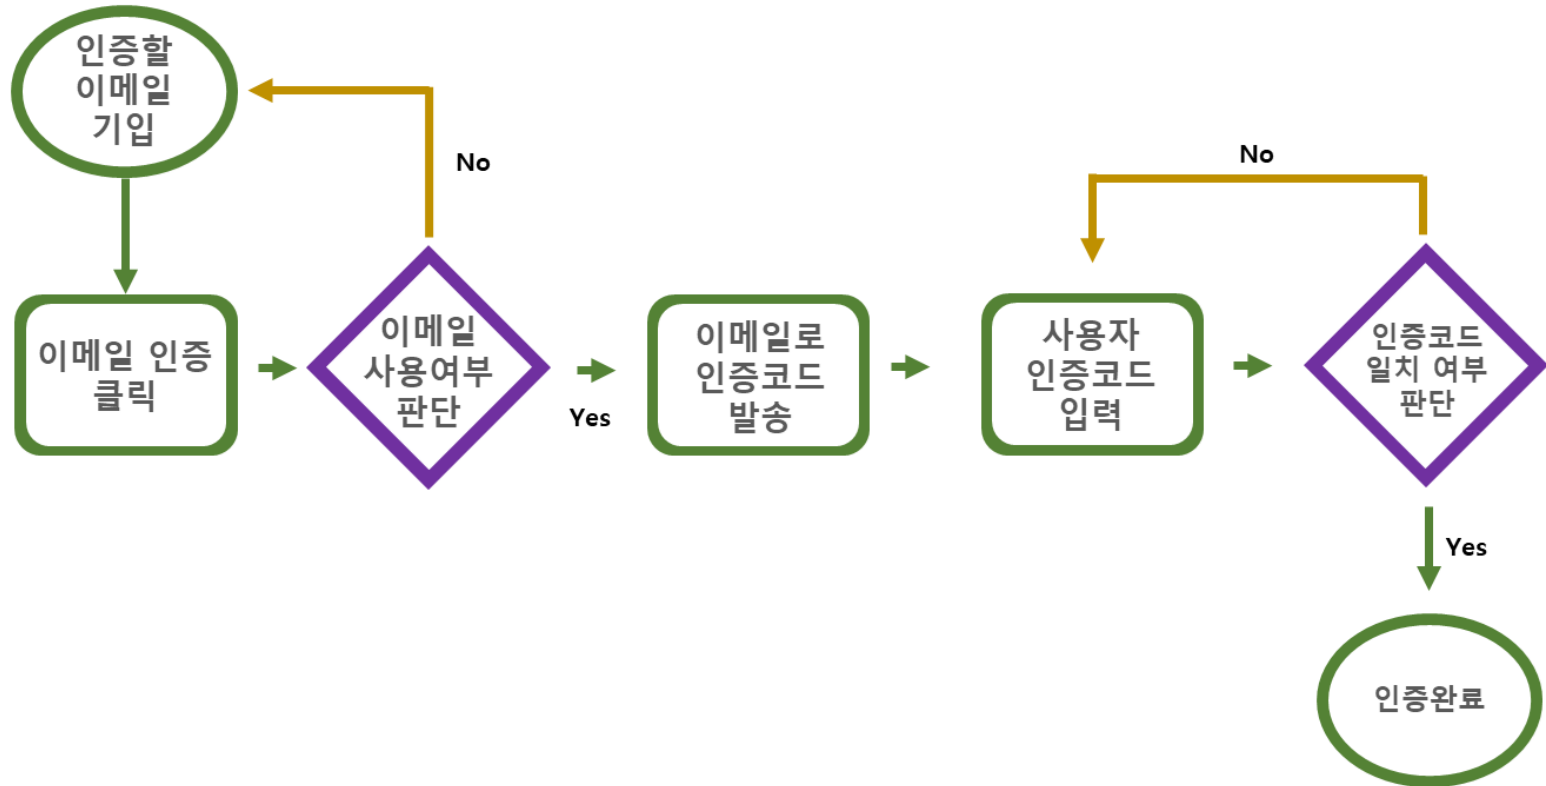 인증할
이메일
기입
No
이메일 인증
클릭
이메일
사용여부
판단
Yes
이메일로
인증코드
발송
사용자
인증코드
입력
No
인증코드
일치 여부
판단
Yes
인증완료